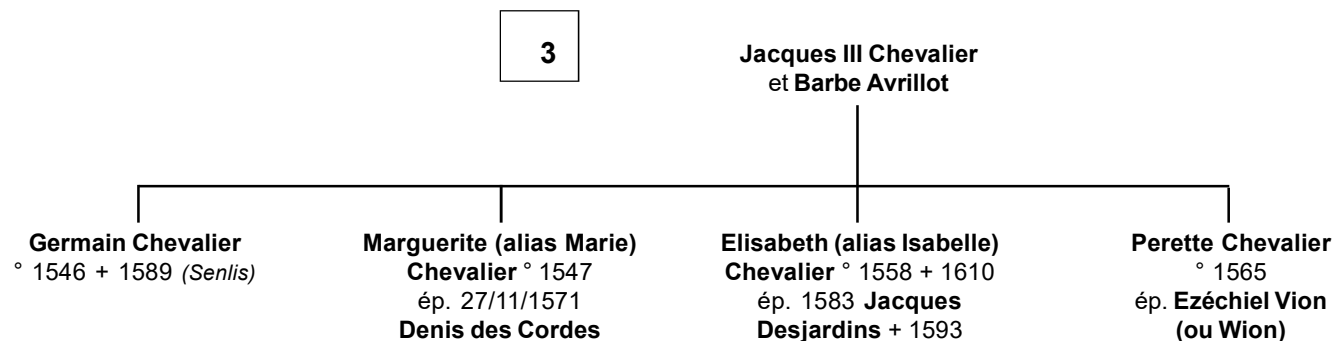 3
Jacques III Chevalier
et Barbe Avrillot
Germain Chevalier
° 1546 + 1589 (Senlis)
Marguerite (alias Marie)
Chevalier ° 1547
ép. 27/11/1571
Denis des Cordes
Elisabeth (alias Isabelle)
Chevalier ° 1558 + 1610
ép. 1583 Jacques
Desjardins + 1593
Perette Chevalier
° 1565
ép. Ezéchiel Vion
(ou Wion)